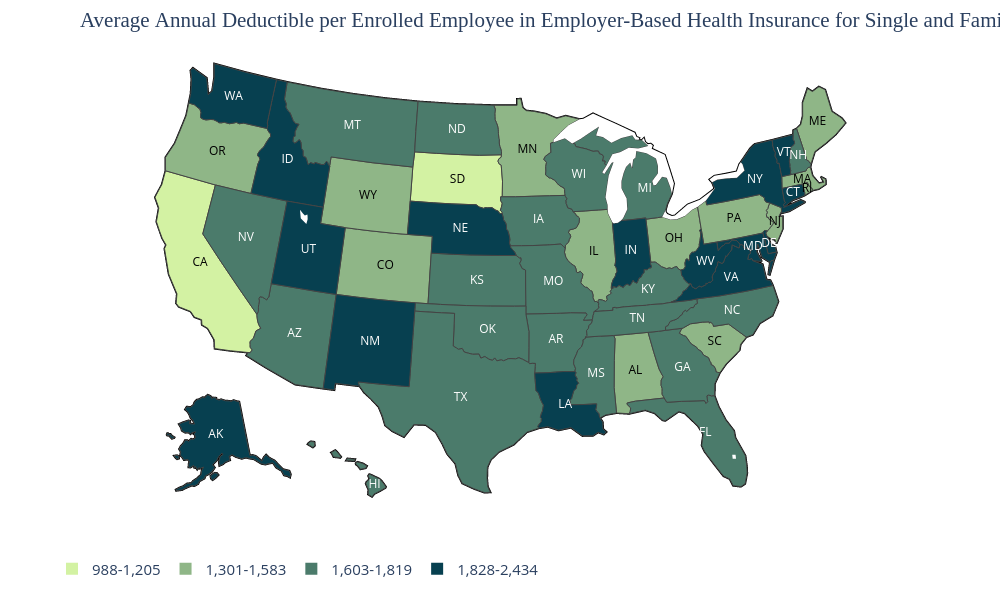 Average Annual Deductible per Enrolled Employee in Employer-Based Health Insurance for Single and Fami
WA
MT
ND
MN
ME
OR
ID
WY
SD
WI
MI
VT
NH
NY
MA
RI
CT
NV
UT
CO
NE
IA
IL
IN
OH
PA
NJ
CA
KS
MO
KY
WV
VA
MD
DE
AZ
NM
OK
AR
TN
NC
TX
LA
MS
AL
GA
SC
FL
AK
HI
988-1,205
1,301-1,583
1,603-1,819
1,828-2,434